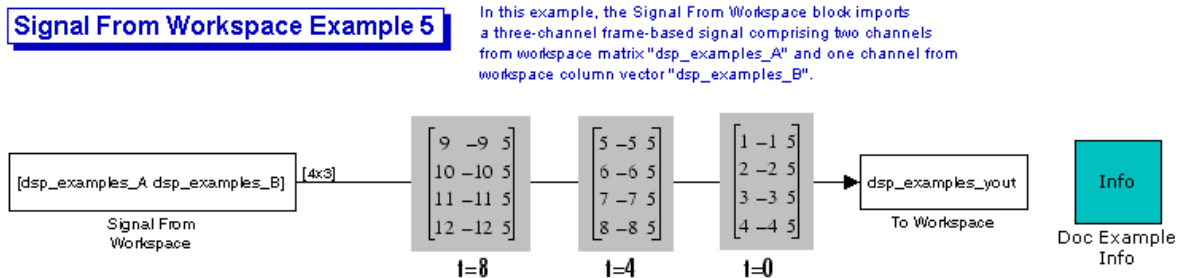 Signal From Workspace Example 5
In this example, the Signal From Workspace block imports
a three-channel frame-based signal comprising two channels
from workspace matrix "dsp_examples_A" and one channel from
workspace column vector "dsp_examples_B".
[dsp_examples_A dsp_examples_B]
[4x3]
Signal From
Workspace
9 −9 5
10 −10 5
11 −11 5
12 −12 5
t=8
5 −5 5
6 −6 5
7 −7 5
8 −8 5
t=4
1 −1 5
2 −2 5
3 −3 5
4 −4 5
t=0
dsp_examples_yout
To Workspace
Info
Doc Example
Info